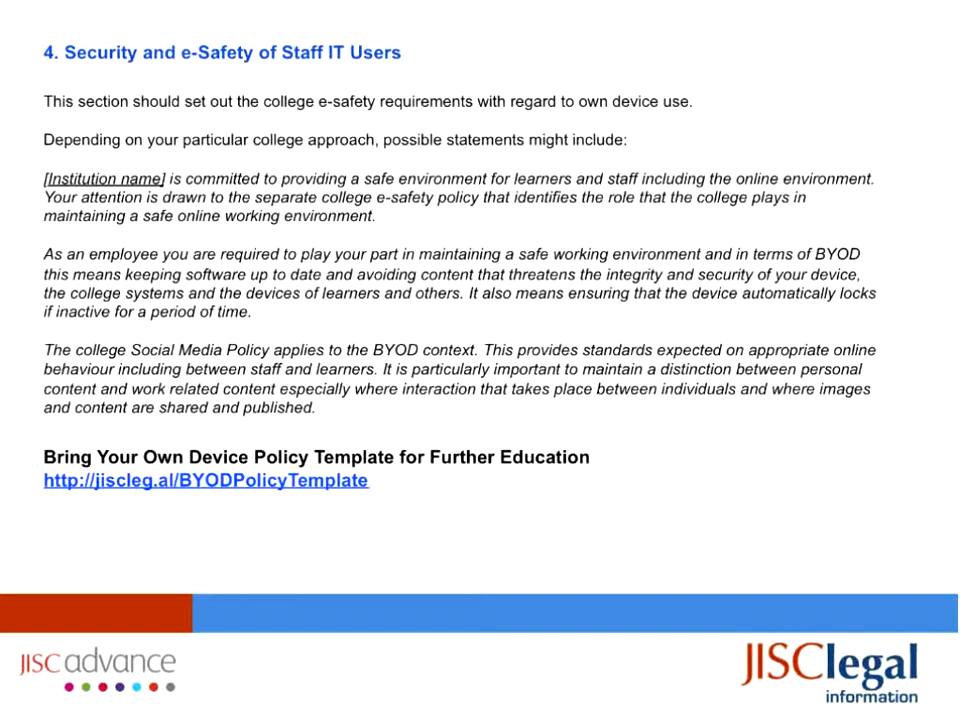 4. Security and e-Safety of Staff IT Users
This section should set out the college e-safety requirements with regard to own device use.
Depending on your particular college approach, possible statements might include:
[Institution name] is committed to providing a safe environment for learners and staff including the online environment.
Your attention is drawn to the separate college e-safety policy that identifies the role that the college plays in
maintaining a safe online working environment.
As an employee you are required to play your part in maintaining a safe working environment and in terms of BYOD
this means keeping software up to date and avoiding content that threatens the integrity and security of your device,
the college systems and the devices of learners and others. It also means ensuring that the device automatically locks
if inactive for a period of time.
The college Social Media Policy applies to the BYOD context. This provides standards expected on appropriate online
behaviour including between staff and learners. It is particularly important to maintain a distinction between personal
content and work related content especially where interaction that takes place between individuals and where images
and content are shared and published.
Bring Your Own Device Policy Template for Further Education
http://jiscleg.al/BYODPolicyTemplate
JISC advance
JISClegal
information